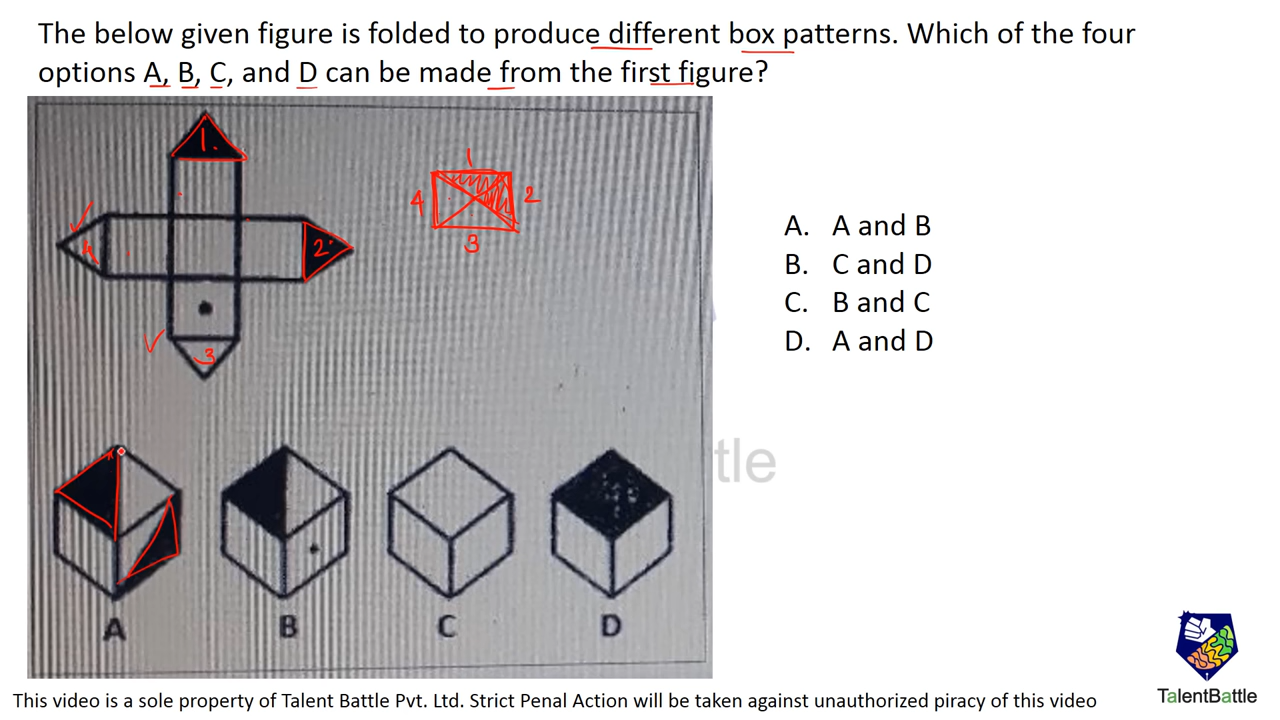 The below given figure is folded to produce different box patterns. Which of the four
options A, B, C, and D can be made from the first figure?
1.
4
2
3
1
4
2
3
A. A and B
B. C and D
C. B and C
D. A and D
tle
A
B
C
D
TalentBattle
This video is a sole property of Talent Battle Pvt. Ltd. Strict Penal Action will be taken against unauthorized piracy of this video